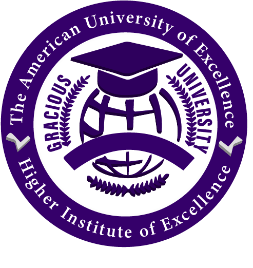 The American University of Excellence
GRACIOUS
UNIVERSITY
Higher Institute of Excellence